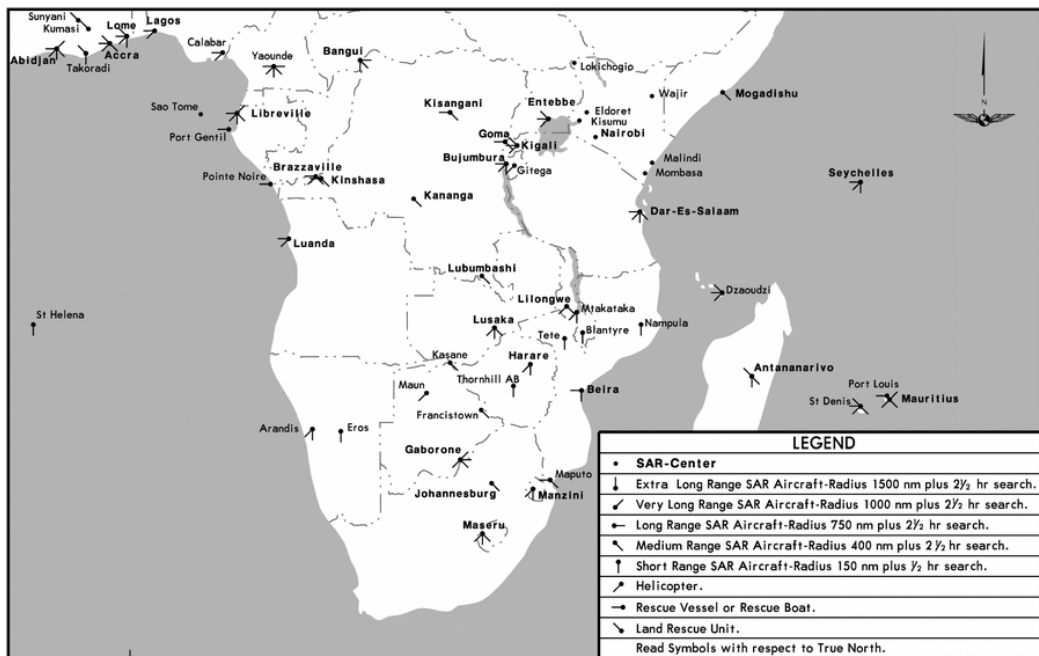 Sunyani
Kumasi
Lome
Lagos
Abidjan
Takoradi
Accra
Calabar
Yaounde
Bangui
Lokichogio
Wajir
Mogadishu
N
Sao Tome
Libreville
Kisangani
Entebbe
Eldoret
Kisumu
Nairobi
Port Gentil
Goma
Kigali
Malindi
Mombasa
Seychelles
Brazzaville
Kinshasa
Bujumbura
Gitega
Pointe Noire
Kananga
Dar-Es-Salaam
Luanda
Lubumbashi
Dzaoudzi
St Helena
Lilongwe
Mtakataka
Lusaka
Tete
Blantyre
Nampula
Kasane
Harare
Thornhill AB
Antananarivo
Maun
Beira
Port Louis
St Denis
Mauritius
Francistown
Arandis
Eros
Gaborone
Johannesburg
Maputo
Manzini
Maseru
LEGEND
SAR-Center
Extra Long Range SAR Aircraft-Radius 1500 nm plus 2½ hr search.
Very Long Range SAR Aircraft-Radius 1000 nm plus 2½ hr search.
Long Range SAR Aircraft-Radius 750 nm plus 2½ hr search.
Medium Range SAR Aircraft-Radius 400 nm plus 2½ hr search.
Short Range SAR Aircraft-Radius 150 nm plus ½ hr search.
Helicopter.
Rescue Vessel or Rescue Boat.
Land Rescue Unit.
Read Symbols with respect to True North.